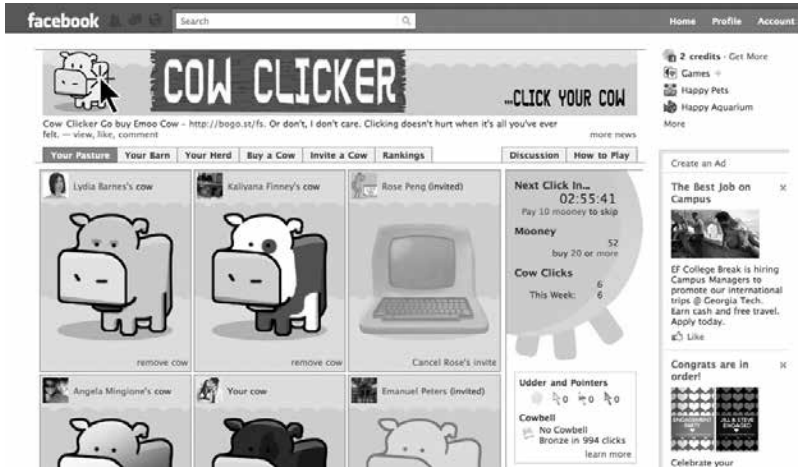 facebook
Search
Home Profile Account
COW CLICKER
...CLICK YOUR COW
Cow Clicker Go buy Emoo Cow - http://bogo.st/fs. Or don't, I don't care. Clicking doesn't hurt when it's all you've ever
felt. — view, like, comment
more news
Your Pasture Your Barn Your Herd Buy a Cow Invite a Cow Rankings Discussion How to Play
Lydia Barnes's cow
remove cow
Kaliyana Finney's cow
remove cow
Rose Peng (invited)
Cancel Rose's invite
Angela Mingione's cow
Your cow
Emanuel Peters (invited)
Next Click In...
02:55:41
Pay 10 mooney to skip
Mooney
52
buy 20 or more
Cow Clicks
6
This Week: 6
Udder and Pointers
0 0 0
Cowbell
No Cowbell
Bronze in 994 clicks
learn more
2 credits - Get More
Games
Happy Pets
Happy Aquarium
More
Create an Ad
The Best Job on
Campus
EF College Break is hiring
Campus Managers to
promote our international
trips @ Georgia Tech.
Earn cash and free travel.
Apply today.
Like
Congrats are in
order!
ENGAGEMENT
PARTY
JILL & STEVE
ENGAGED
Celebrate your